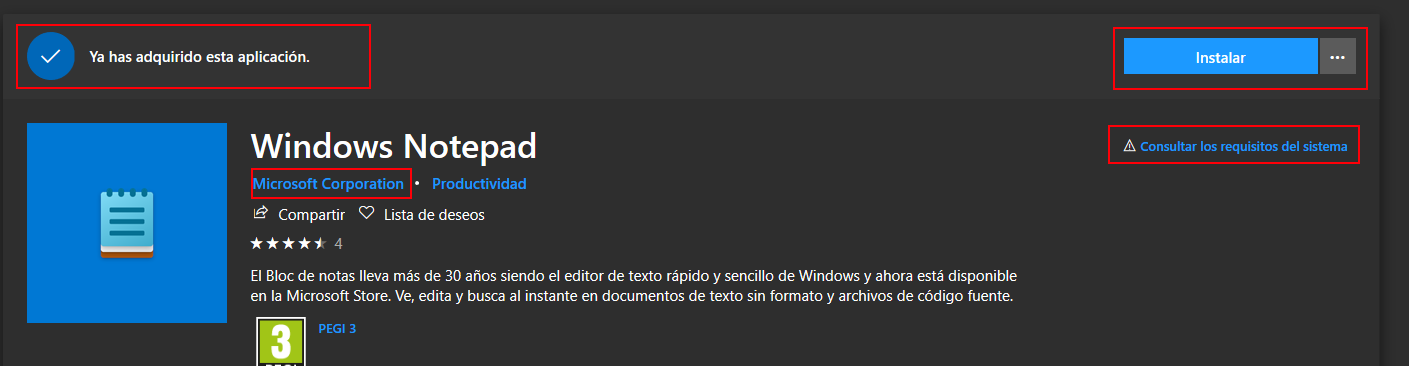 Ya has adquirido esta aplicación.
Instalar
Windows Notepad
Consultar los requisitos del sistema
Microsoft Corporation • Productividad
Compartir Lista de deseos
4
El Bloc de notas lleva más de 30 años siendo el editor de texto rápido y sencillo de Windows y ahora está disponible
en la Microsoft Store. Ve, edita y busca al instante en documentos de texto sin formato y archivos de código fuente.
3
PEGI 3
PEGI